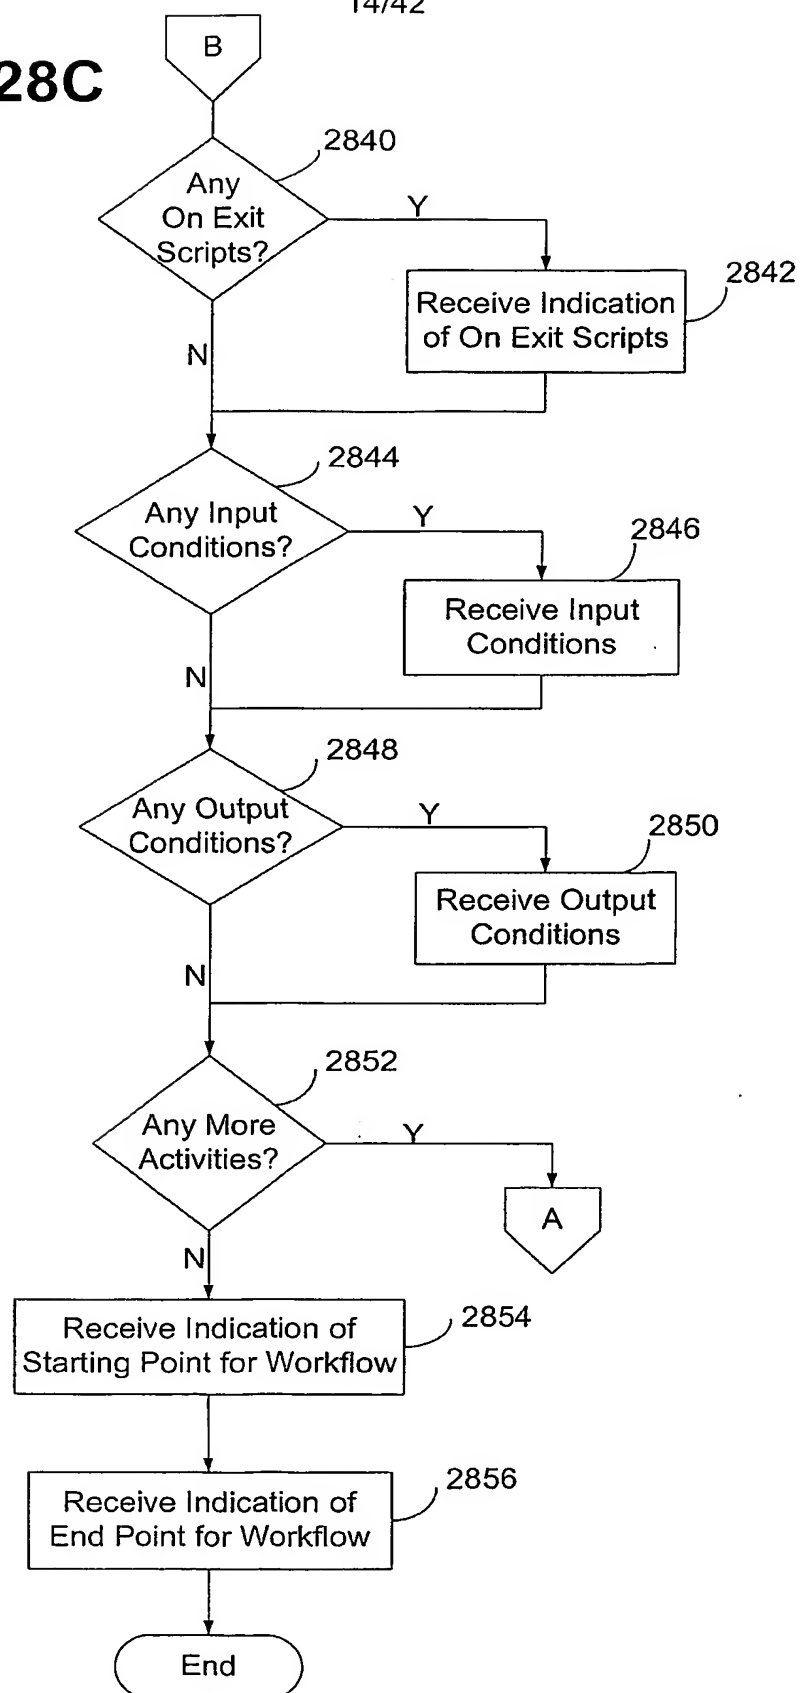 14/42
28C
B
2840
Any
On Exit
Scripts?
Y
2842
Receive Indication
of On Exit Scripts
N
2844
Any Input
Conditions?
Y
2846
Receive Input
Conditions
N
2848
Any Output
Conditions?
Y
2850
Receive Output
Conditions
N
2852
Any More
Activities?
Y
A
N
2854
Receive Indication of
Starting Point for Workflow
2856
Receive Indication of
End Point for Workflow
End